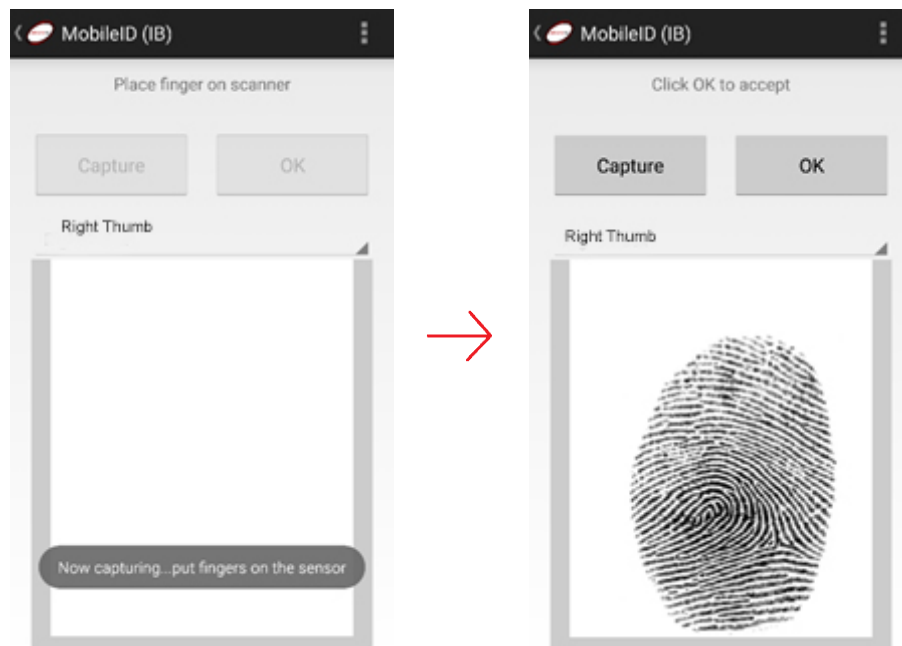 MobileID (IB)
Place finger on scanner
Capture OK
Right Thumb
Now capturing...put fingers on the sensor
MobileID (IB)
Click OK to accept
Capture OK
Right Thumb